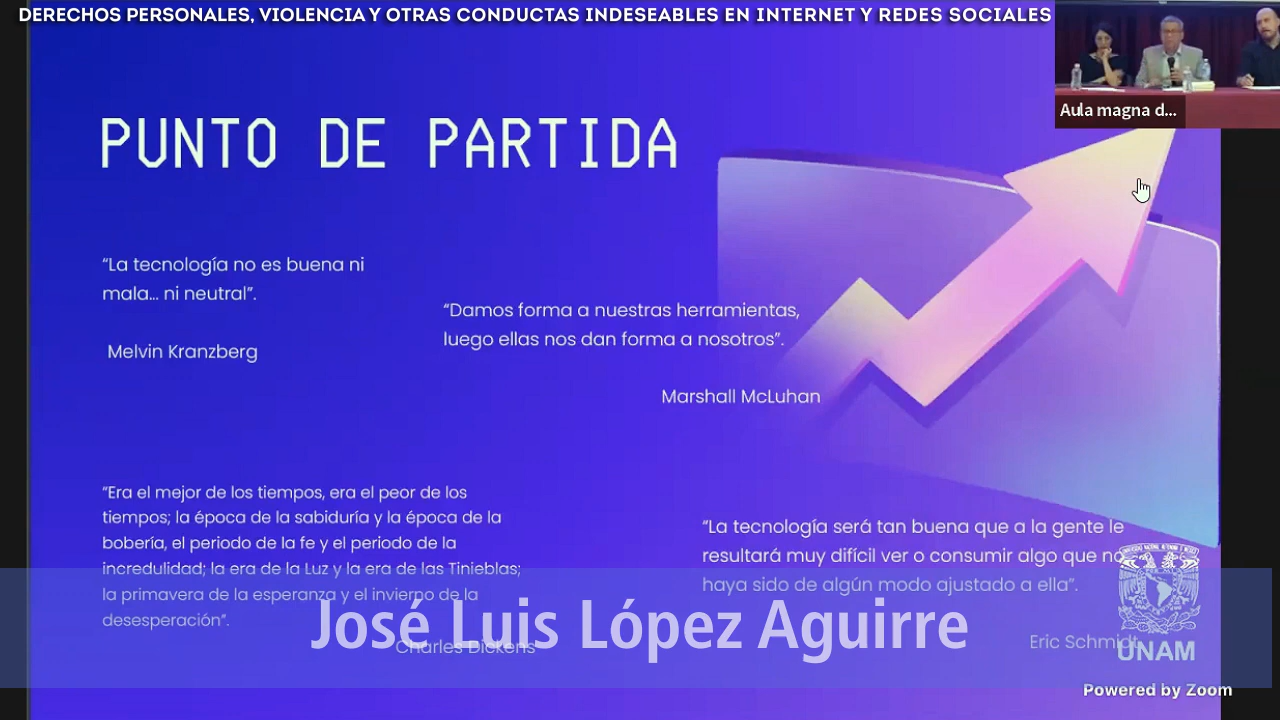 DERECHOS PERSONALES, VIOLENCIA Y OTRAS CONDUCTAS INDESEABLES EN INTERNET Y REDES SOCIALES
Aula magna d...
PUNTO DE PARTIDA
“La tecnología no es buena ni
mala... ni neutral”.
Melvin Kranzberg
“Damos forma a nuestras herramientas,
luego ellas nos dan forma a nosotros”.
Marshall McLuhan
“Era el mejor de los tiempos, era el peor de los
tiempos; la época de la sabiduría y la época de la
bobería, el periodo de la fe y el periodo de la
incredulidad; la era de la Luz y la era de las Tinieblas;
la primavera de la esperanza y el invierno de la
desesperación”.
Charles Dickens
“La tecnología será tan buena que a la gente le
resultará muy difícil ver o consumir algo que no
haya sido de algún modo ajustado a ella”.
Eric Schmidt
José Luis López Aguirre
UNAM
Powered by Zoom